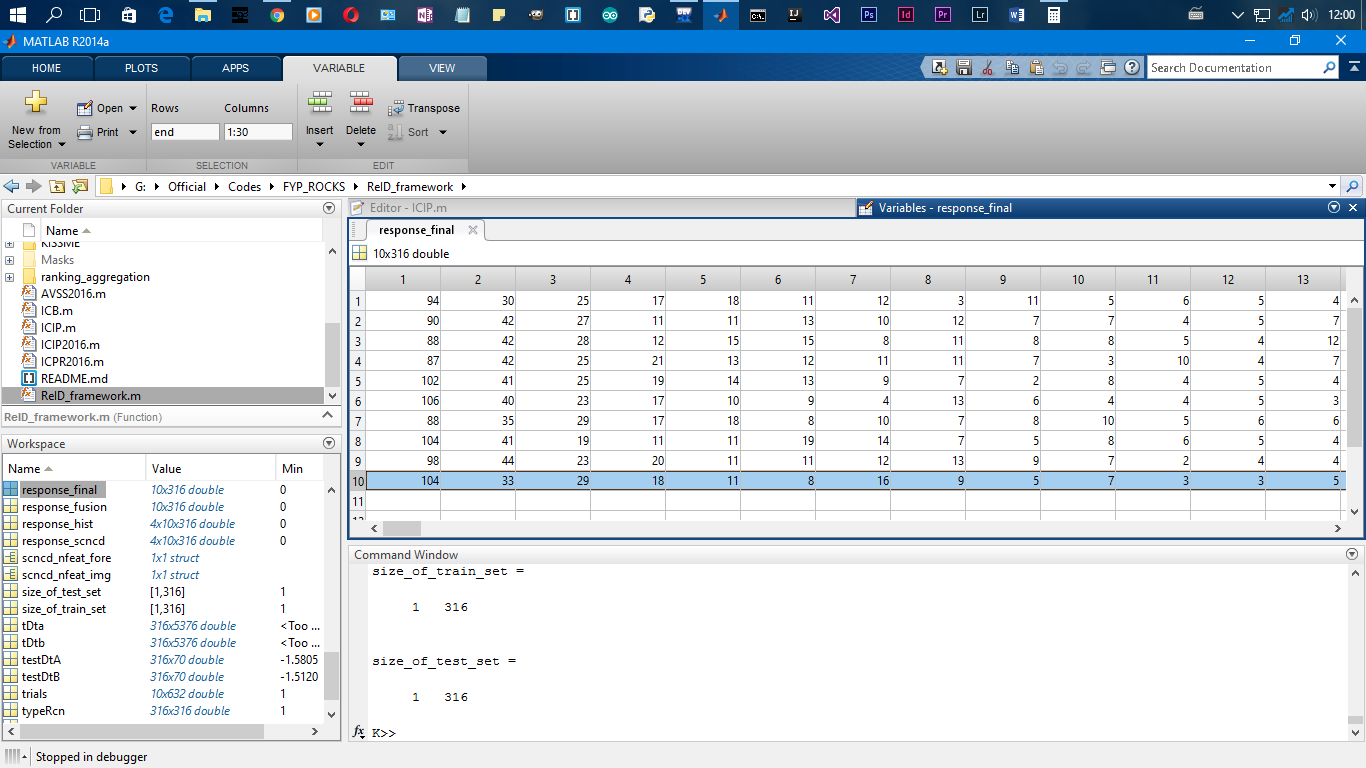 12:00
MATLAB R2014a
HOME PLOTS APPS VARIABLE VIEW
Search Documentation
New from Selection
Open
Print
Rows Columns
end 1:30
Insert Delete
Transpose
Sort
VARIABLE SELECTION EDIT
G: Official Codes FYP_ROCKS ReID_framework
Current Folder
Name
KISSME
Masks
ranking_aggregation
AVSS2016.m
ICB.m
ICIP.m
ICIP2016.m
ICPR2016.m
README.md
ReID_framework.m
ReID_framework.m (Function)
Workspace
Name Value Min
response_final 10x316 double 0
response_fusion 10x316 double 0
response_hist 4x10x316 double 0
response_scncd 4x10x316 double 0
scncd_nfeat_fore 1x1 struct
scncd_nfeat_img 1x1 struct
size_of_test_set [1,316] 1
size_of_train_set [1,316] 1
tDta 316x5376 double <Too ...
tDtb 316x5376 double <Too ...
testDtA 316x70 double -1.5805
testDtB 316x70 double -1.5120
trials 10x632 double 1
typeRcn 316x316 double 1
Editor - ICIP.m
Variables - response_final
response_final
10x316 double
1 2 3 4 5 6 7 8 9 10 11 12 13
1 94 30 25 17 18 11 12 3 11 5 6 5 4
2 90 42 27 11 11 13 10 12 7 7 4 5 7
3 88 42 28 12 15 15 8 11 8 8 5 4 12
4 87 42 25 21 13 12 11 11 7 3 10 4 7
5 102 41 25 19 14 13 9 7 2 8 4 5 4
6 106 40 23 17 10 9 4 13 6 4 4 5 3
7 88 35 29 17 18 8 10 7 8 10 5 6 6
8 104 41 19 11 11 19 14 7 5 8 6 5 4
9 98 44 23 20 11 11 12 13 9 7 2 4 4
10 104 33 29 18 11 8 16 9 5 7 3 3 5
11
Command Window
size_of_train_set =
1 316
size_of_test_set =
1 316
fx K>>
Stopped in debugger